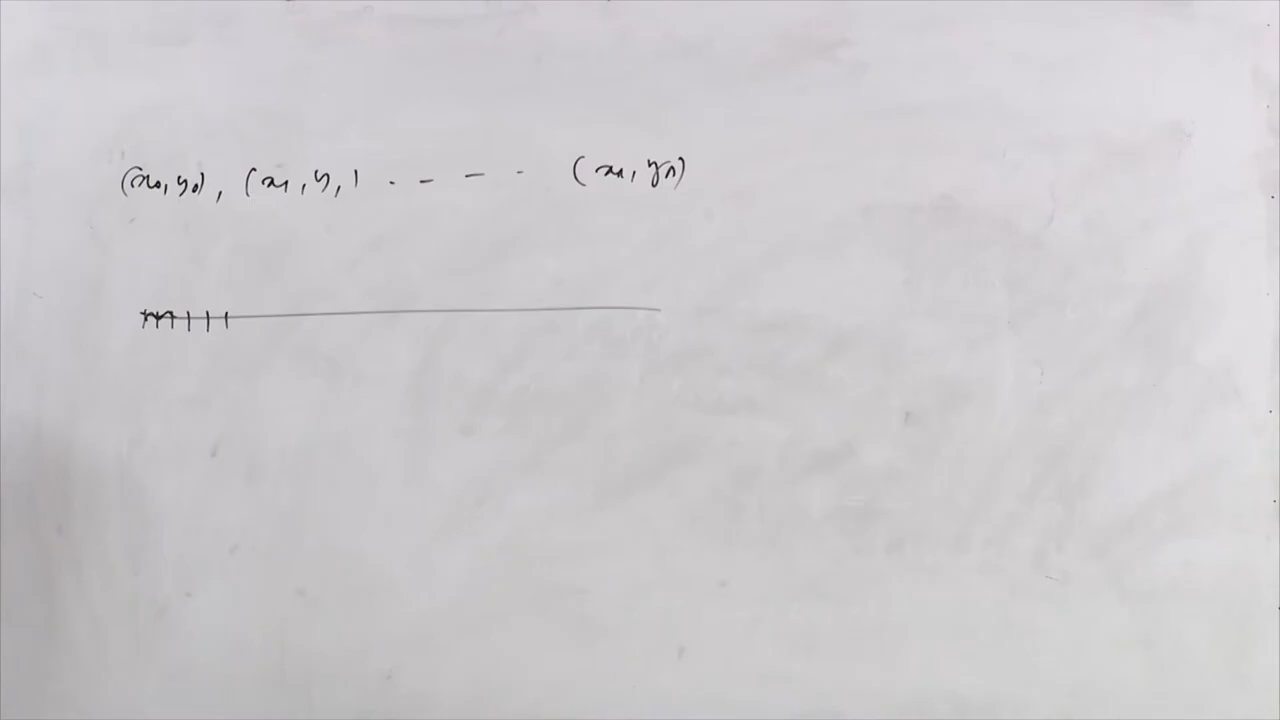 (x₀, y₀), (x₁, y₁) . - - - . (xₙ, yₙ)